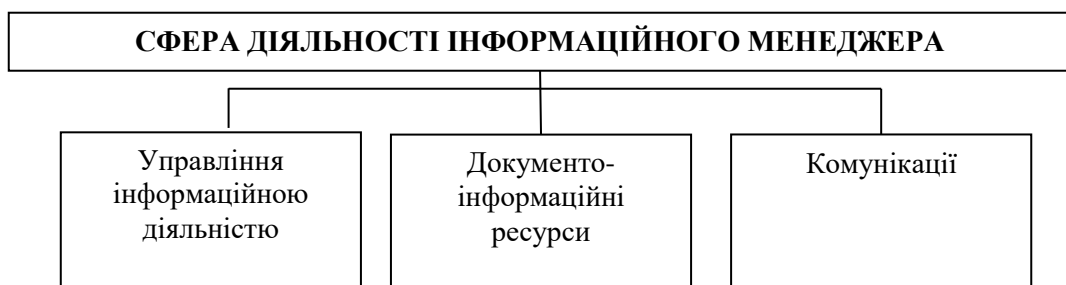 СФЕРА ДІЯЛЬНОСТІ ІНФОРМАЦІЙНОГО МЕНЕДЖЕРА
Управління
інформаційною
діяльністю
Документо-
інформаційні
ресурси
Комунікації